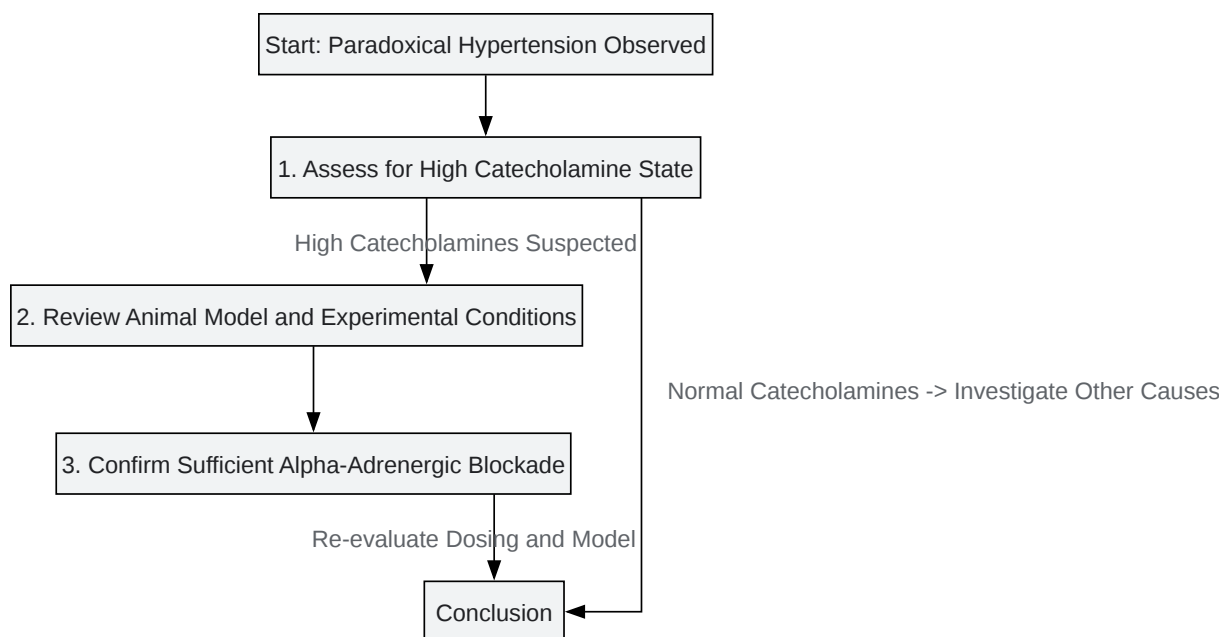 Start: Paradoxical Hypertension Observed
1. Assess for High Catecholamine State
High Catecholamines Suspected
2. Review Animal Model and Experimental Conditions
Normal Catecholamines -> Investigate Other Causes
3. Confirm Sufficient Alpha-Adrenergic Blockade
Re-evaluate Dosing and Model
Conclusion